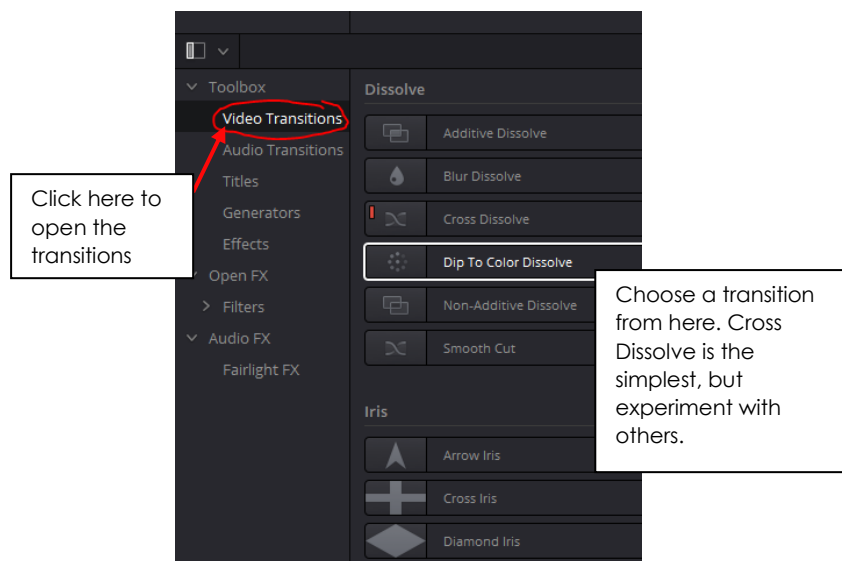 Toolbox
Video Transitions
Audio Transitions
Titles
Generators
Effects
Open FX
Filters
Audio FX
Fairlight FX
Click here to
open the
transitions
Dissolve
Additive Dissolve
Blur Dissolve
Cross Dissolve
Dip To Color Dissolve
Non-Additive Dissolve
Smooth Cut
Iris
Arrow Iris
Cross Iris
Diamond Iris
Choose a transition
from here. Cross
Dissolve is the
simplest, but
experiment with
others.